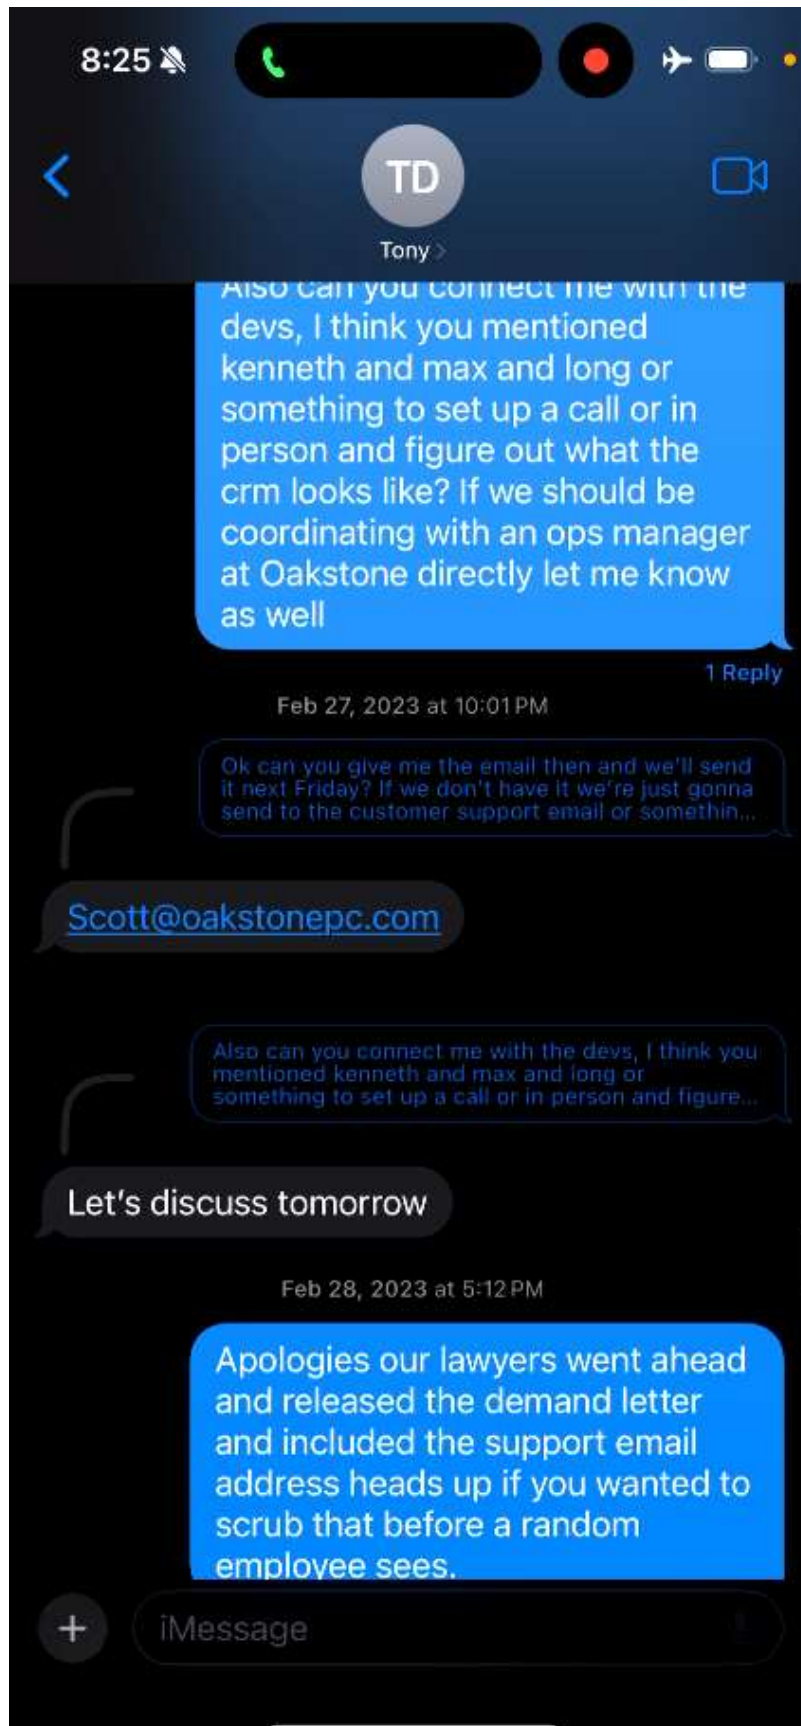 8:25
TD
Tony
Also can you connect me with the
devs, I think you mentioned
kenneth and max and long or
something to set up a call or in
person and figure out what the
crm looks like? If we should be
coordinating with an ops manager
at Oakstone directly let me know
as well
1 Reply
Feb 27, 2023 at 10:01 PM
Ok can you give me the email then and we'll send
it next Friday? If we don't have it we're just gonna
send to the customer support email or somethin...
Scott@oakstonepc.com
Also can you connect me with the devs, I think you
mentioned kenneth and max and long or
something to set up a call or in person and figure...
Let's discuss tomorrow
Feb 28, 2023 at 5:12 PM
Apologies our lawyers went ahead
and released the demand letter
and included the support email
address heads up if you wanted to
scrub that before a random
employee sees.
iMessage